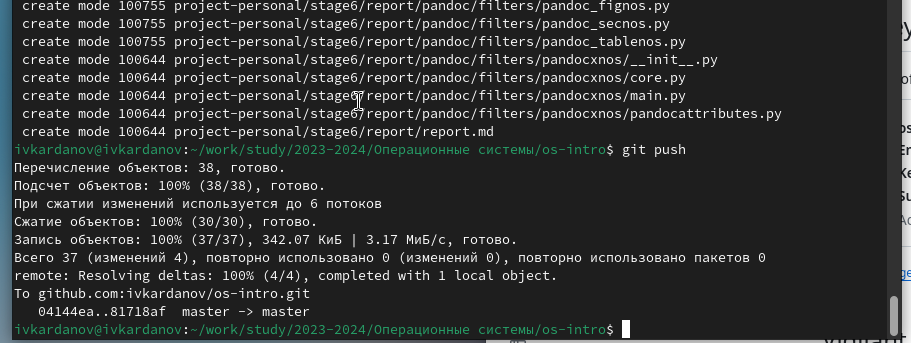 create mode 100755 project-personal/stage6/report/pandoc/filters/pandoc_fignos.py
create mode 100755 project-personal/stage6/report/pandoc/filters/pandoc_secnos.py
create mode 100755 project-personal/stage6/report/pandoc/filters/pandoc_tablenos.py
create mode 100644 project-personal/stage6/report/pandoc/filters/pandocxnos/__init__.py
create mode 100644 project-personal/stage6/report/pandoc/filters/pandocxnos/core.py
create mode 100644 project-personal/stage6/report/pandoc/filters/pandocxnos/main.py
create mode 100644 project-personal/stage6/report/pandoc/filters/pandocxnos/pandocattributes.py
create mode 100644 project-personal/stage6/report/report.md
ivkardanov@ivkardanov:~/work/study/2023-2024/Операционные системы/os-intro$ git push
Перечисление объектов: 38, готово.
Подсчет объектов: 100% (38/38), готово.
При сжатии изменений используется до 6 потоков
Сжатие объектов: 100% (30/30), готово.
Запись объектов: 100% (37/37), 342.07 КиБ | 3.17 МиБ/с, готово.
Всего 37 (изменений 4), повторно использовано 0 (изменений 0), повторно использовано пакетов 0
remote: Resolving deltas: 100% (4/4), completed with 1 local object.
To github.com:ivkardanov/os-intro.git
04144ea..81718af  master -> master
ivkardanov@ivkardanov:~/work/study/2023-2024/Операционные системы/os-intro$